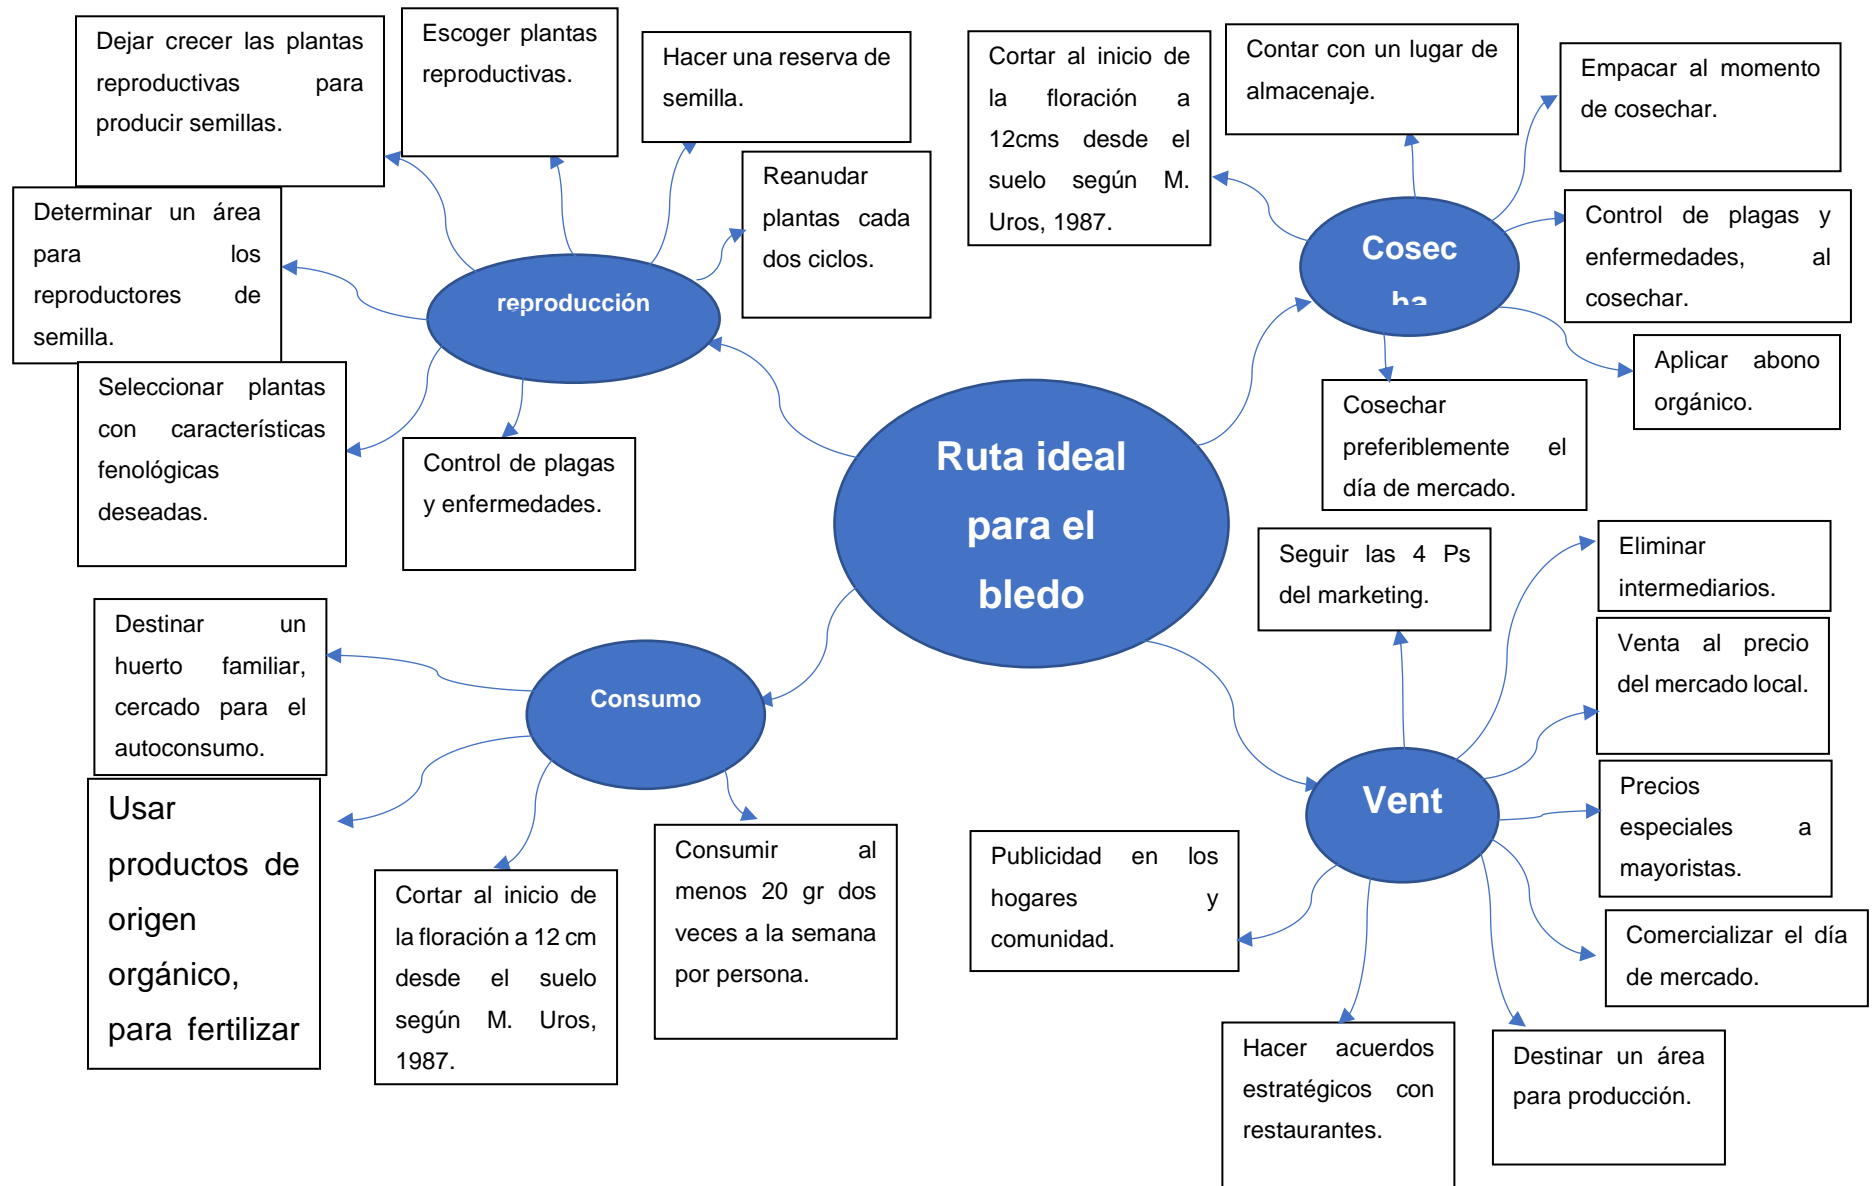 Dejar crecer las plantas
reproductivas para
producir semillas.
Escoger plantas
reproductivas.
Hacer una reserva de
semilla.
Reanudar
plantas cada
dos ciclos.
Determinar un área
para los
reproductores de
semilla.
reproducción
Seleccionar plantas
con características
fenológicas
deseadas.
Control de plagas
y enfermedades.
Cortar al inicio de
la floración a
12cms desde el
suelo según M.
Uros, 1987.
Contar con un lugar de
almacenaje.
Empacar al momento
de cosechar.
Control de plagas y
enfermedades, al
cosechar.
Cosec
ha
Aplicar abono
orgánico.
Cosechar
preferiblemente el
día de mercado.
Ruta ideal
para el
bledo
Destinar un
huerto familiar,
cercado para el
autoconsumo.
Consumo
Usar
productos de
origen
orgánico,
para fertilizar
Cortar al inicio de
la floración a 12 cm
desde el suelo
según M. Uros,
1987.
Consumir al
menos 20 gr dos
veces a la semana
por persona.
Seguir las 4 Ps
del marketing.
Eliminar
intermediarios.
Venta al precio
del mercado local.
Vent
Precios
especiales a
mayoristas.
Publicidad en los
hogares y
comunidad.
Comercializar el día
de mercado.
Hacer acuerdos
estratégicos con
restaurantes.
Destinar un área
para producción.